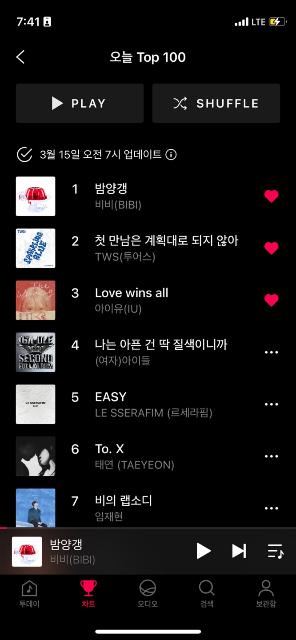 7:41
LTE
오늘 Top 100
PLAY
SHUFFLE
3월 15일 오전 7시 업데이트
1
밤양갱
비비(BIBI)
TWS
SPARKLING BLUE
2
첫 만남은 계획대로 되지 않아
TWS(투어스)
3
Love wins all
아이유(IU)
4
나는 아픈 건 딱 질색이니까
(여자)아이들
5
EASY
LE SSERAFIM (르세라핌)
6
To. X
태연 (TAEYEON)
7
비의 랩소디
임재현
밤양갱
비비(BIBI)
투데이
차트
오디오
검색
보관함